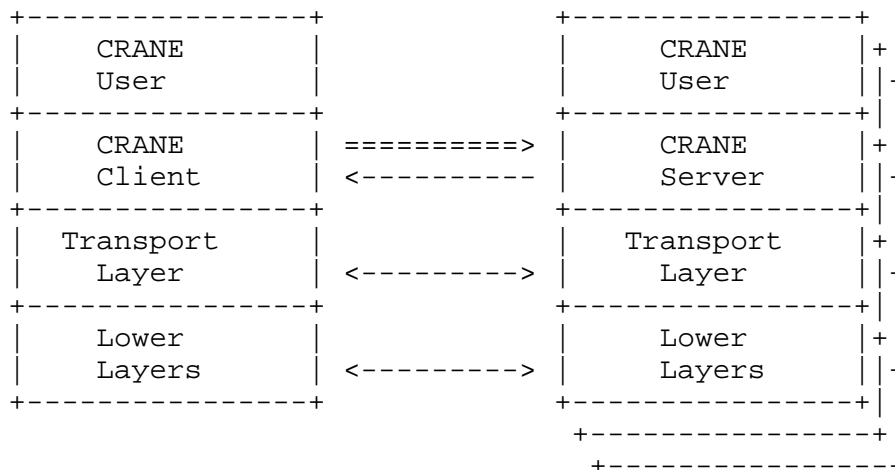 +----------------+              +----------------+
|     CRANE      |              |     CRANE      |+
|     User       |              |     User       ||+
+----------------+              +----------------+|
|     CRANE      | ==========>  |     CRANE      |+
|     Client     | <----------  |     Server     ||+
+----------------+              +----------------+|
|   Transport    |              |   Transport    |+
|     Layer      | <--------->  |     Layer      ||+
+----------------+              +----------------+|
|     Lower      |              |     Lower      |+
|     Layers     | <--------->  |     Layers     ||+
+----------------+              +----------------+|
                                 +----------------+
                                  +----------------